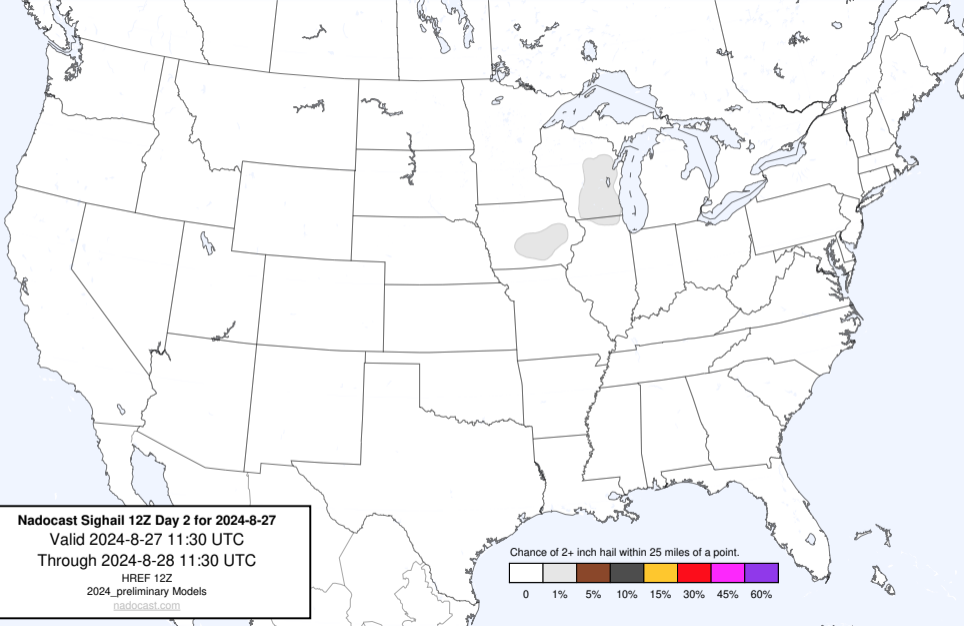 Nadocast Sighail 12Z Day 2 for 2024-8-27
Valid 2024-8-27 11:30 UTC
Through 2024-8-28 11:30 UTC
HREF 12Z
2024_preliminary Models
nadocast.com
Chance of 2+ inch hail within 25 miles of a point.
0 1% 5% 10% 15% 30% 45% 60%